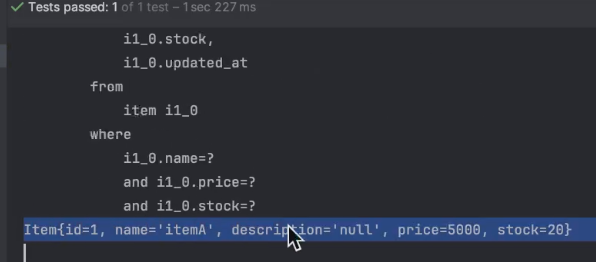 Tests passed: 1 of 1 test – 1 sec 227 ms
i1_0.stock,
i1_0.updated_at
from
item i1_0
where
i1_0.name=?
and i1_0.price=?
and i1_0.stock=?
Item{id=1, name='itemA', description='null', price=5000, stock=20}